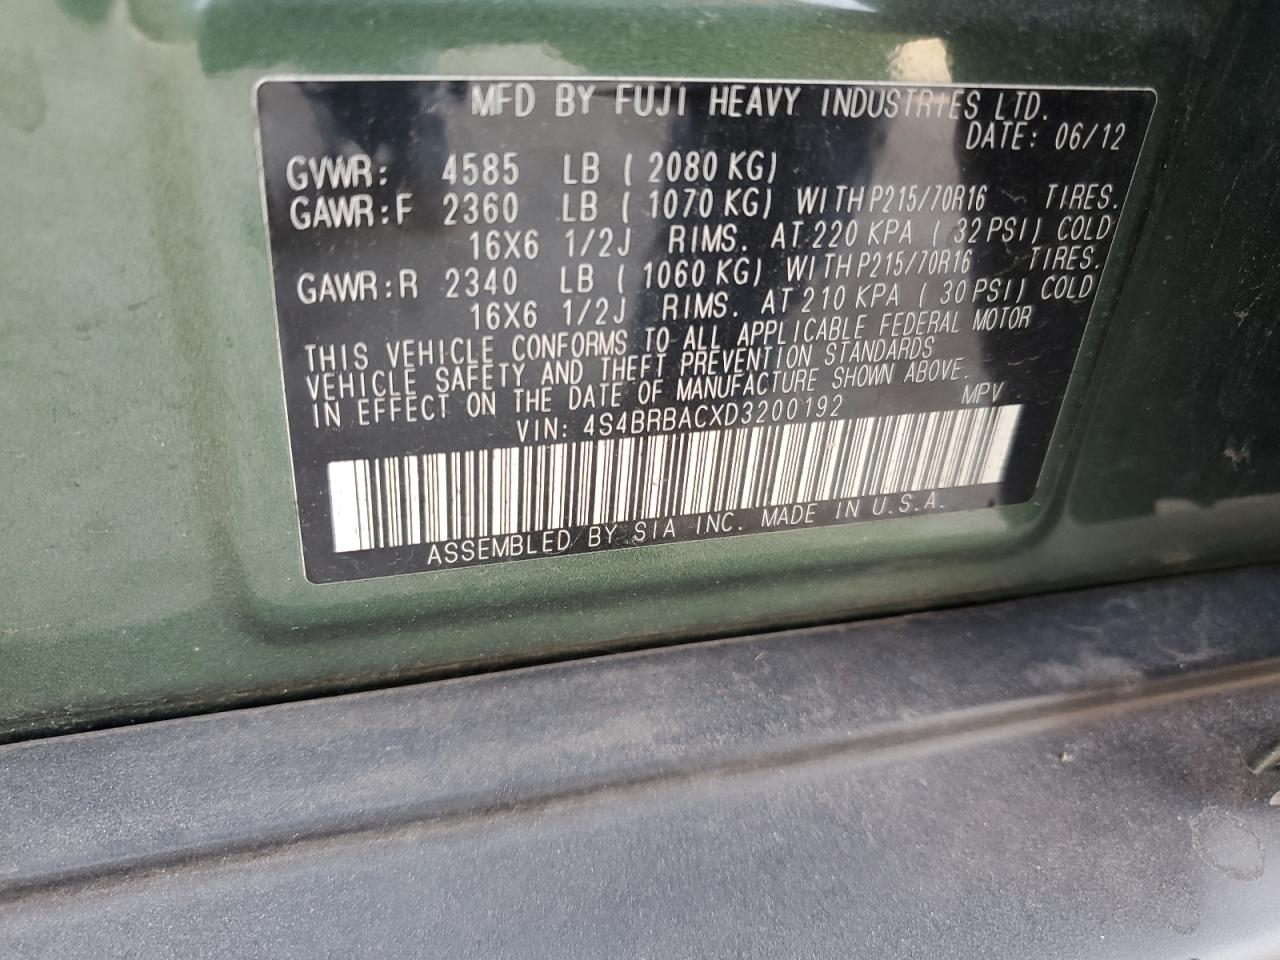 MFD BY FUJI HEAVY INDUSTRIES LTD.
DATE: 06/12
GVWR: 4585 LB ( 2080 KG)
GAWR:F 2360 LB ( 1070 KG) WITH P215/70R16 TIRES.
16X6 1/2J RIMS. AT 220 KPA ( 32 PSI) COLD
GAWR:R 2340 LB ( 1060 KG) WITH P215/70R16 TIRES.
16X6 1/2J RIMS. AT 210 KPA ( 30 PSI) COLD
THIS VEHICLE CONFORMS TO ALL APPLICABLE FEDERAL MOTOR
VEHICLE SAFETY AND THEFT PREVENTION STANDARDS
IN EFFECT ON THE DATE OF MANUFACTURE SHOWN ABOVE.
VIN: 4S4BRBACXD3200192 MPV
ASSEMBLED BY SIA INC. MADE IN U.S.A.